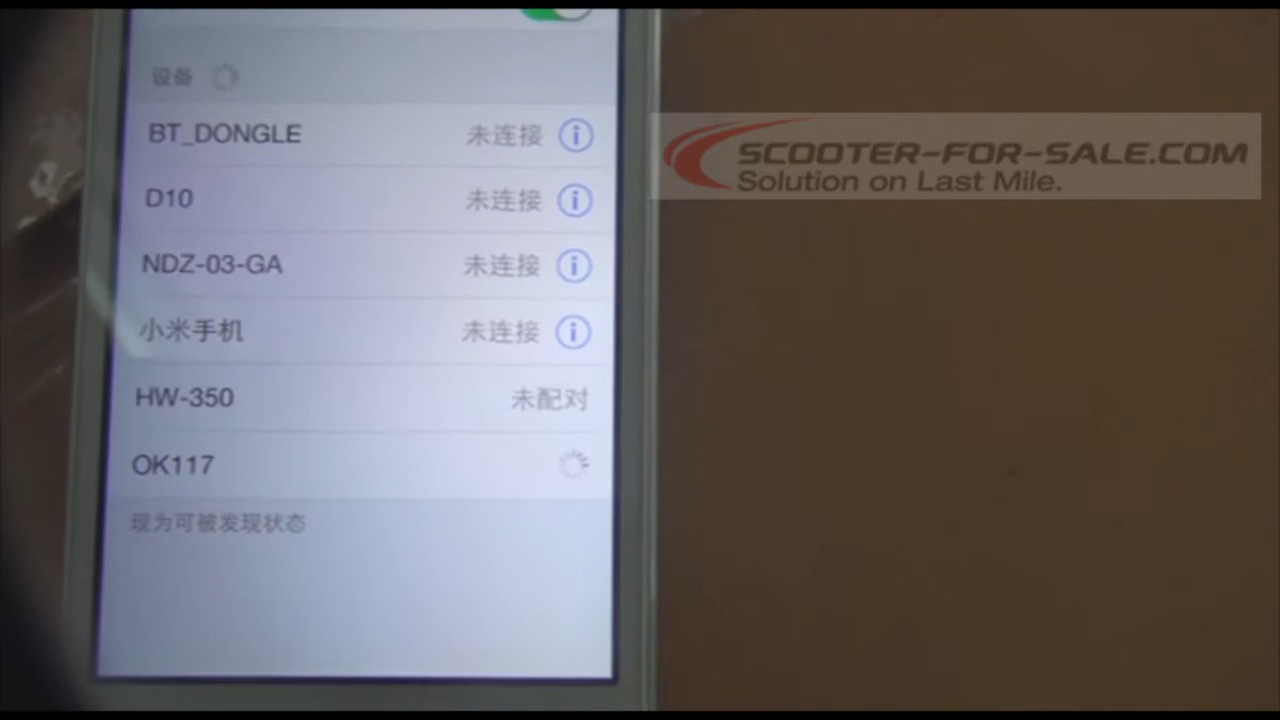 设备
BT_DONGLE 未连接
D10 未连接
NDZ-03-GA 未连接
小米手机 未连接
HW-350 未配对
OK117
现为可被发现状态
SCOOTER-FOR-SALE.COM
Solution on Last Mile.